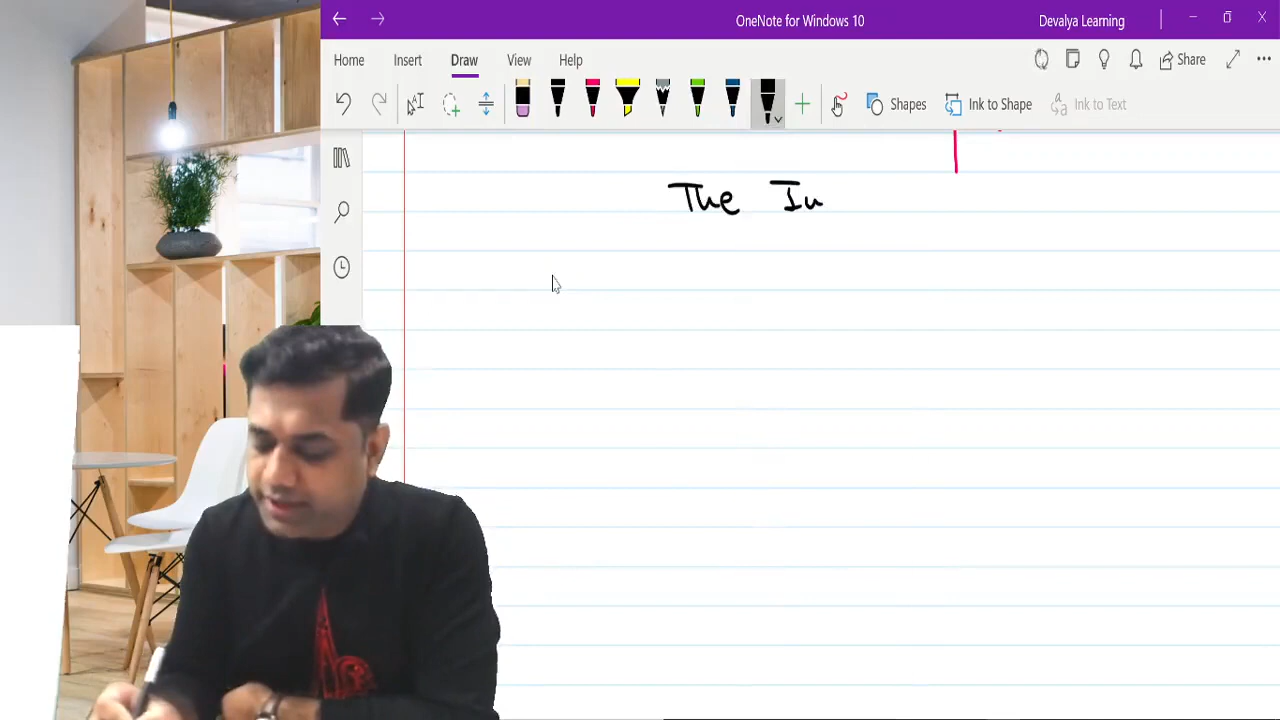 OneNote for Windows 10
Devalya Learning
Home Insert Draw View Help
Share
Shapes
Ink to Shape
Ink to Text
The In